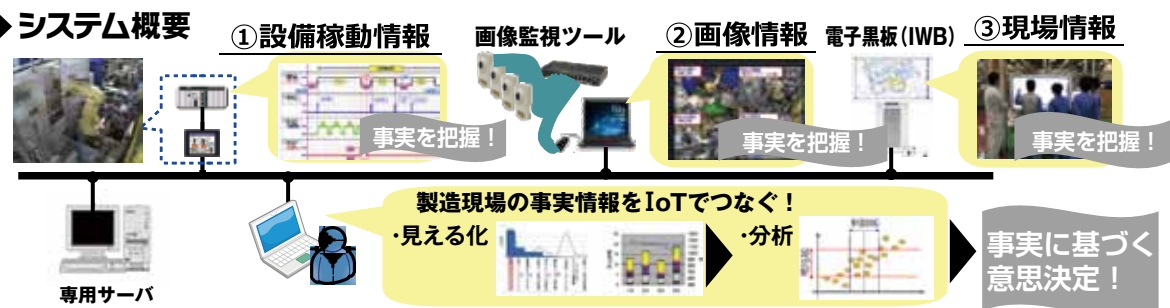 システム概要
①設備稼動情報
画像監視ツール
②画像情報
電子黒板(IWB)
③現場情報
事実を把握！
事実を把握！
事実を把握！
製造現場の事実情報をIoTでつなぐ！
・見える化
・分析
事実に基づく
意思決定！
専用サーバ